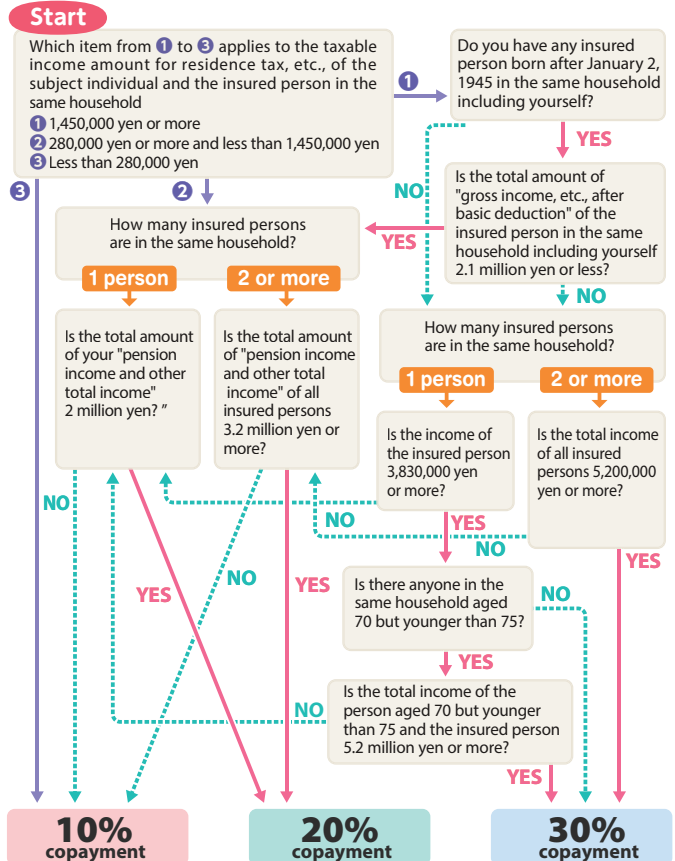 Start
Which item from ❶ to ❸ applies to the taxable
income amount for residence tax, etc., of the
subject individual and the insured person in the
same household
❶ 1,450,000 yen or more
❷ 280,000 yen or more and less than 1,450,000 yen
❸ Less than 280,000 yen
❶
Do you have any insured
person born after January 2,
1945 in the same household
including yourself?
YES
NO
❸
❷
Is the total amount of
"gross income, etc., after
basic deduction" of the
insured person in the same
household including yourself
2.1 million yen or less?
YES
NO
How many insured persons
are in the same household?
1 person
2 or more
How many insured persons
are in the same household?
1 person
2 or more
Is the total amount
of your "pension
income and other
total income"
2 million yen? ”
Is the total amount
of "pension income
and other total
income" of all
insured persons
3.2 million yen or
more?
Is the income of
the insured person
3,830,000 yen
or more?
Is the total income
of all insured
persons 5,200,000
yen or more?
NO
NO
YES
NO
YES
YES
NO
YES
Is there anyone in the
same household aged
70 but younger than 75?
NO
YES
Is the total income of the
person aged 70 but younger
than 75 and the insured person
5.2 million yen or more?
NO
YES
10%
copayment
20%
copayment
30%
copayment